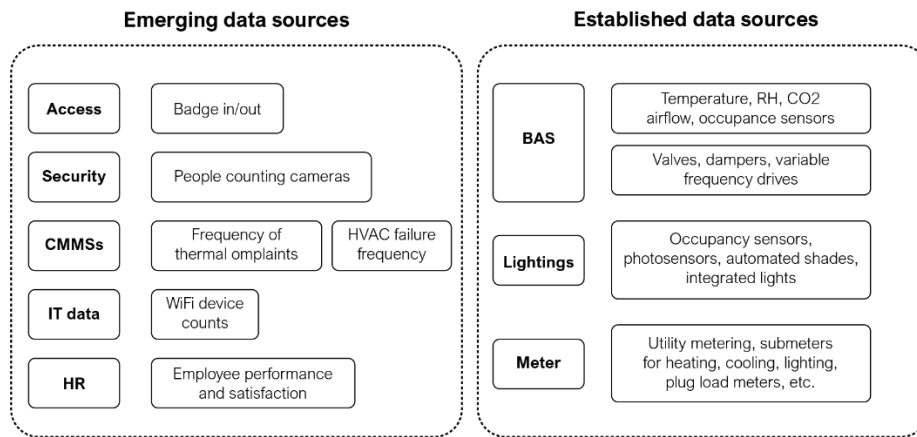 Emerging data sources
Access
Badge in/out
Security
People counting cameras
CMMSs
Frequency of
thermal omplaints
HVAC failure
frequency
IT data
WiFi device
counts
HR
Employee performance
and satisfaction
Established data sources
BAS
Temperature, RH, CO2
airflow, occupance sensors
Valves, dampers, variable
frequency drives
Lightings
Occupancy sensors,
photosensors, automated shades,
integrated lights
Meter
Utility metering, submeters
for heating, cooling, lighting,
plug load meters, etc.